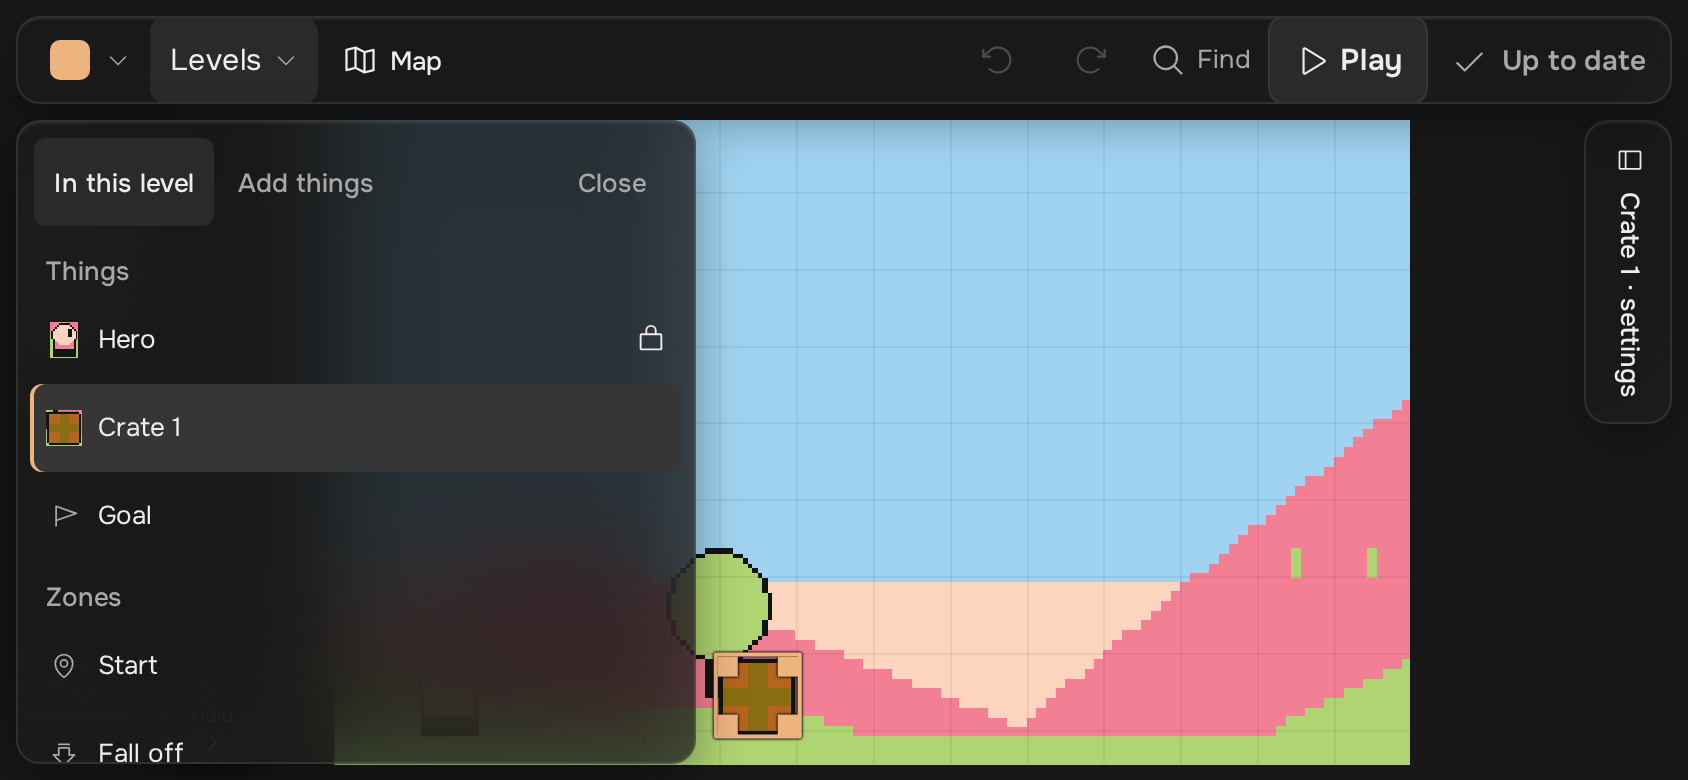 Levels
Map
Find
Play
Up to date
In this level
Add things
Close
Things
Hero
Crate 1
Goal
Zones
Start
Hold
Fall off
Crate 1 · settings